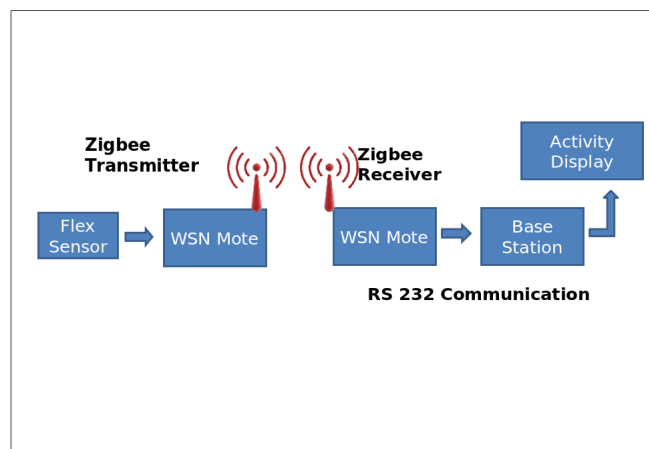 Zigbee
Transmitter
Zigbee
Receiver
Activity
Display
Flex
Sensor
WSN Mote
WSN Mote
Base
Station
RS 232 Communication